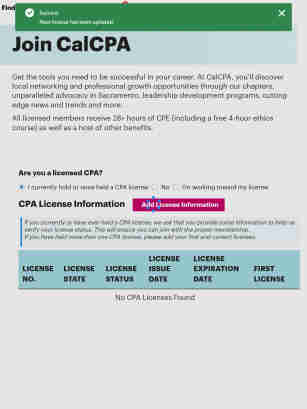 Find
Success
Your license has been updated!
Join CalCPA
Get the tools you need to be successful in your career. At CalCPA, you'll discover
local networking and professional growth opportunities through our chapters,
unparalleled advocacy in Sacramento, leadership development programs, cutting
edge news and trends and more.
All licensed members receive 28+ hours of CPE (including a free 4-hour ethics
course) as well as a host of other benefits.
Are you a licensed CPA?
I currently hold or have held a CPA license No I'm working toward my license
CPA License Information Add License Information
If you currently or have ever held a CPA license, we ask that you provide some information to help us
verify your license status. This will ensure you can join with the proper membership.
If you have held more than one CPA license, please add your first and current licenses.
LICENSE NO. LICENSE STATE LICENSE STATUS LICENSE ISSUE DATE LICENSE EXPIRATION DATE FIRST LICENSE
No CPA Licenses Found